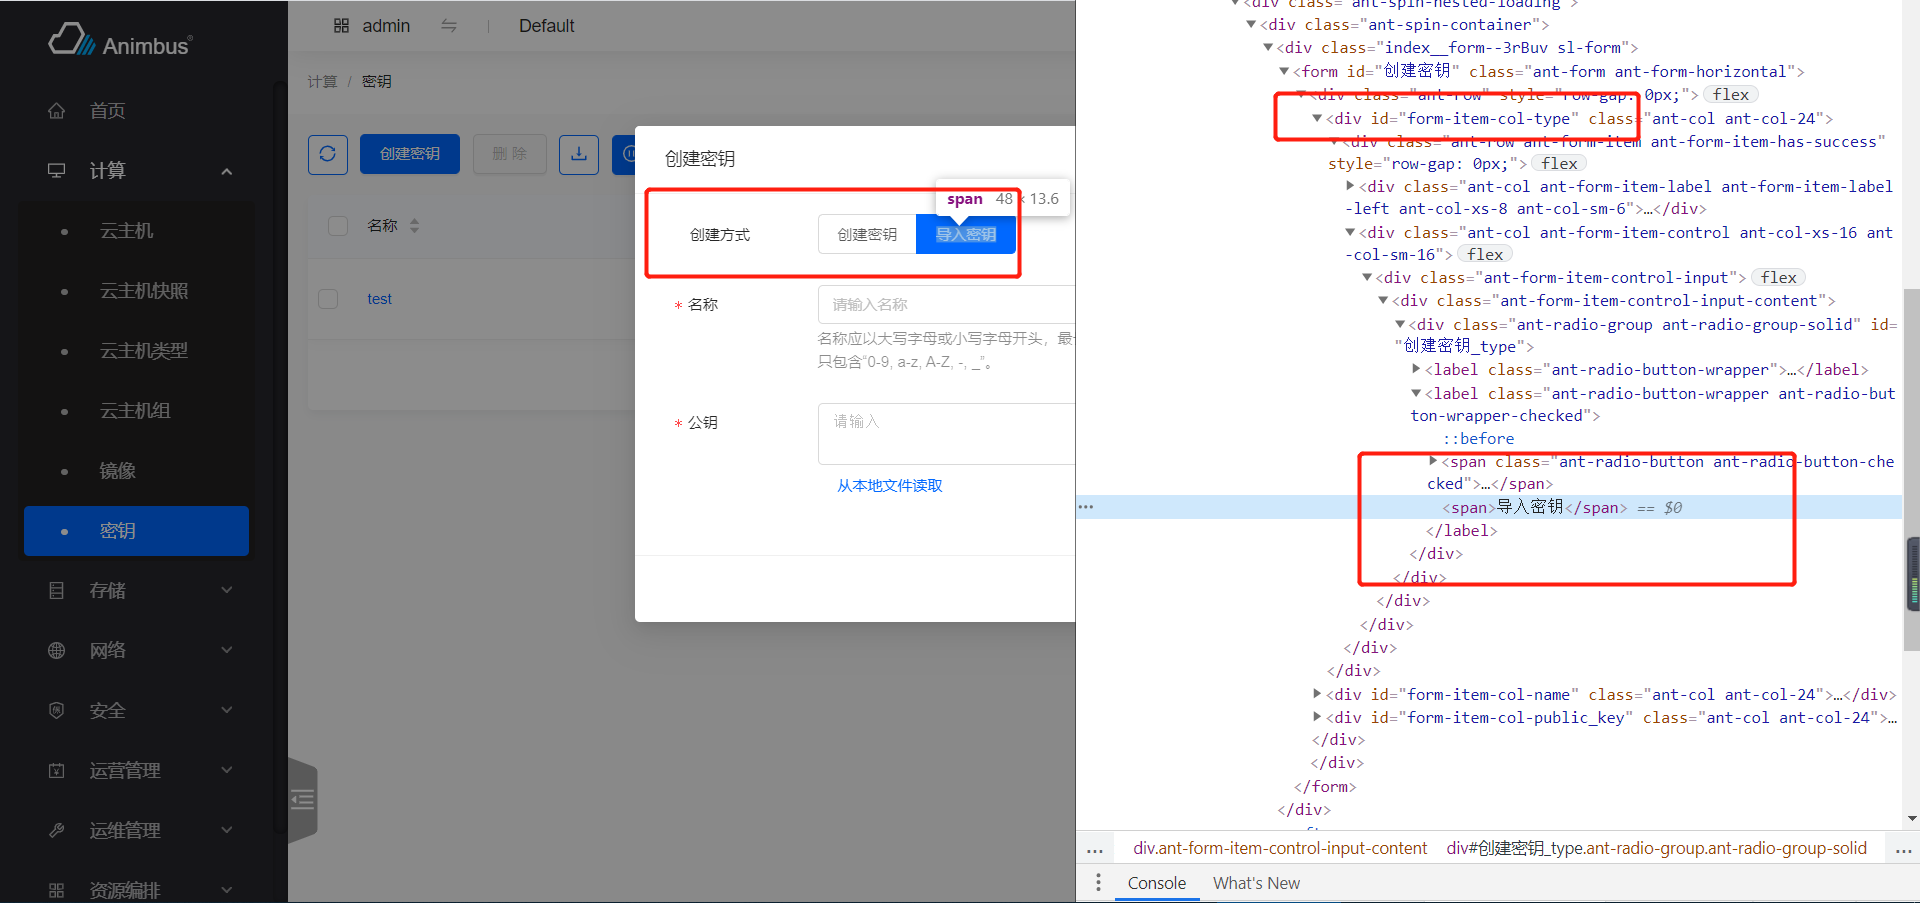 Animbus®
首页
计算
云主机
云主机快照
云主机类型
云主机组
镜像
密钥
存储
网络
安全
运营管理
运维管理
资源编排
admin
Default
计算 / 密钥
创建密钥
删 除
名称
test
创建密钥
span 48 × 13.6
创建方式
创建密钥
导入密钥
* 名称
请输入名称
名称应以大写字母或小写字母开头，最
只包含“0-9, a-z, A-Z, -, _”。
* 公钥
请输入
从本地文件读取
<div class="ant-spin-nested-loading">
<div class="ant-spin-container">
<div class="index__form--3rBuv sl-form">
<form id="创建密钥" class="ant-form ant-form-horizontal">
<div class="ant-row" style="row-gap: 0px;"> flex
<div id="form-item-col-type" class="ant-col ant-col-24">
<div class="ant-row ant-form-item ant-form-item-has-success"
style="row-gap: 0px;"> flex
<div class="ant-col ant-form-item-label ant-form-item-label
-left ant-col-xs-8 ant-col-sm-6">…</div>
<div class="ant-col ant-form-item-control ant-col-xs-16 ant
-col-sm-16"> flex
<div class="ant-form-item-control-input"> flex
<div class="ant-form-item-control-input-content">
<div class="ant-radio-group ant-radio-group-solid" id=
"创建密钥_type">
<label class="ant-radio-button-wrapper">…</label>
<label class="ant-radio-button-wrapper ant-radio-but
ton-wrapper-checked">
::before
<span class="ant-radio-button ant-radio-button-che
cked">…</span>
… <span>导入密钥</span> == $0
</label>
</div>
</div>
</div>
</div>
</div>
</div>
<div id="form-item-col-name" class="ant-col ant-col-24">…</div>
<div id="form-item-col-public_key" class="ant-col ant-col-24">…
</div>
</div>
</form>
</div>
… div.ant-form-item-control-input-content div#创建密钥_type.ant-radio-group.ant-radio-group-solid …
Console What's New